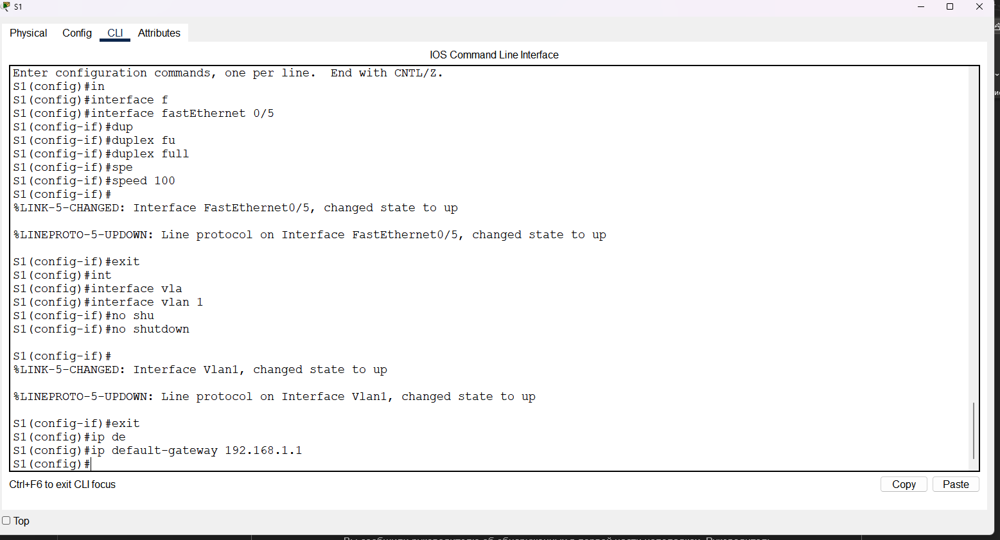 S1
Physical Config CLI Attributes
IOS Command Line Interface
Enter configuration commands, one per line.  End with CNTL/Z.
S1(config)#in
S1(config)#interface f
S1(config)#interface fastEthernet 0/5
S1(config-if)#dup
S1(config-if)#duplex fu
S1(config-if)#duplex full
S1(config-if)#spe
S1(config-if)#speed 100
S1(config-if)#
%LINK-5-CHANGED: Interface FastEthernet0/5, changed state to up
%LINEPROTO-5-UPDOWN: Line protocol on Interface FastEthernet0/5, changed state to up
S1(config-if)#exit
S1(config)#int
S1(config)#interface vla
S1(config)#interface vlan 1
S1(config-if)#no shu
S1(config-if)#no shutdown
S1(config-if)#
%LINK-5-CHANGED: Interface Vlan1, changed state to up
%LINEPROTO-5-UPDOWN: Line protocol on Interface Vlan1, changed state to up
S1(config-if)#exit
S1(config)#ip de
S1(config)#ip default-gateway 192.168.1.1
S1(config)#
Ctrl+F6 to exit CLI focus
Copy Paste
Top